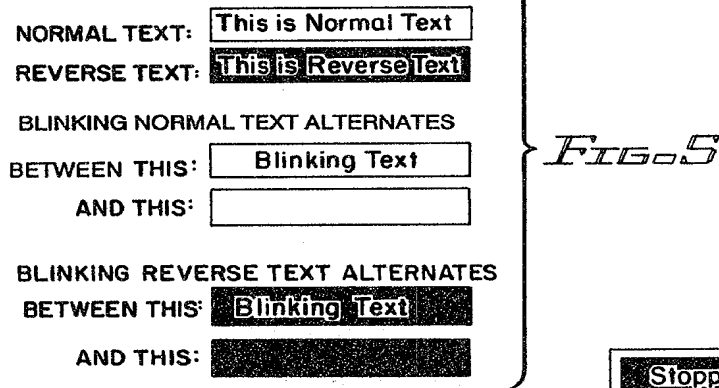 NORMAL TEXT: This is Normal Text
REVERSE TEXT: This is Reverse Text
BLINKING NORMAL TEXT ALTERNATES
BETWEEN THIS: Blinking Text
AND THIS:
FIG. 5
BLINKING REVERSE TEXT ALTERNATES
BETWEEN THIS: Blinking Text
AND THIS:
Stopp